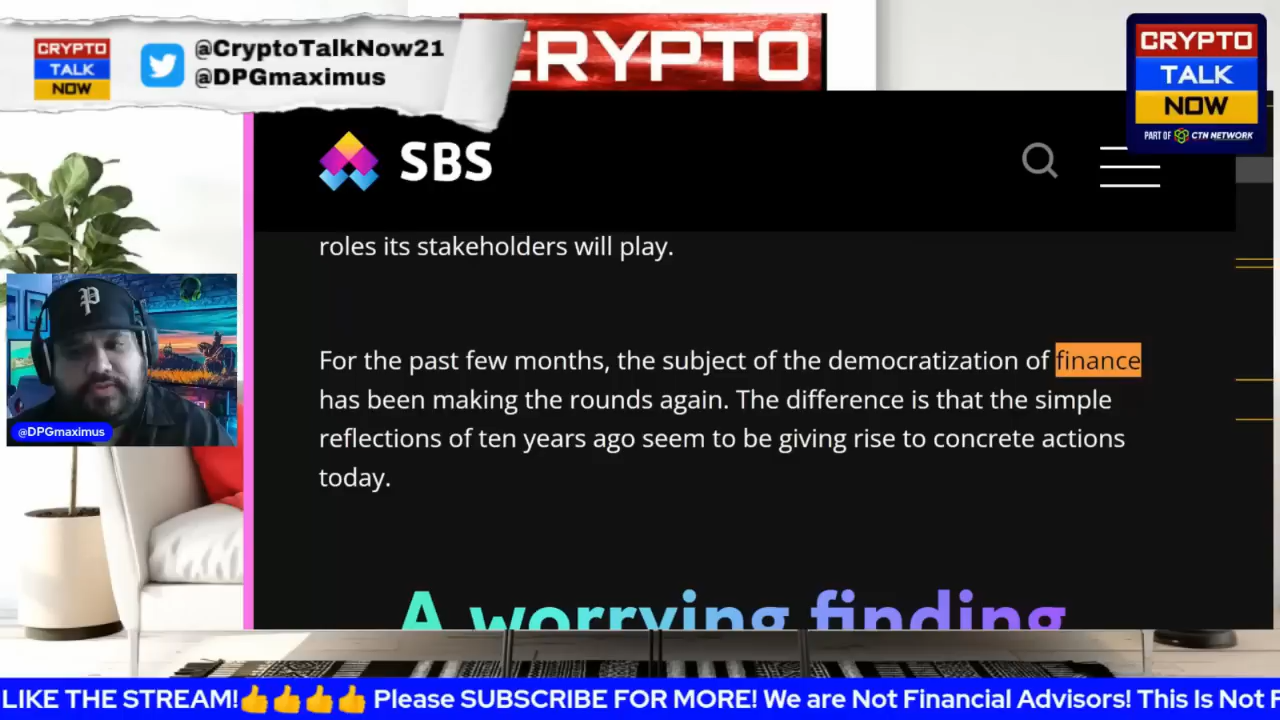 CRYPTO
TALK
NOW
@CryptoTalkNow21
@DPGmaximus
CRYPTO
CRYPTO
TALK
NOW
PART OF CTN NETWORK
SBS
roles its stakeholders will play.
For the past few months, the subject of the democratization of finance
has been making the rounds again. The difference is that the simple
reflections of ten years ago seem to be giving rise to concrete actions
today.
A worrying finding
P
@DPGmaximus
LIKE THE STREAM!👍👍👍👍 Please SUBSCRIBE FOR MORE! We are Not Financial Advisors! This Is Not F